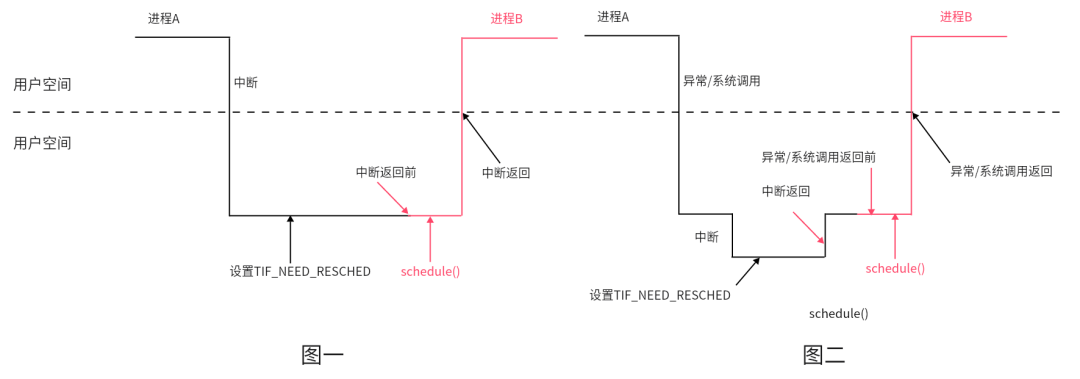 进程A
进程B
进程A
进程B
用户空间
中断
异常/系统调用
用户空间
中断返回前
中断返回
异常/系统调用返回前
异常/系统调用返回
中断返回
中断
设置TIF_NEED_RESCHED
schedule()
schedule()
设置TIF_NEED_RESCHED
schedule()
图一
图二